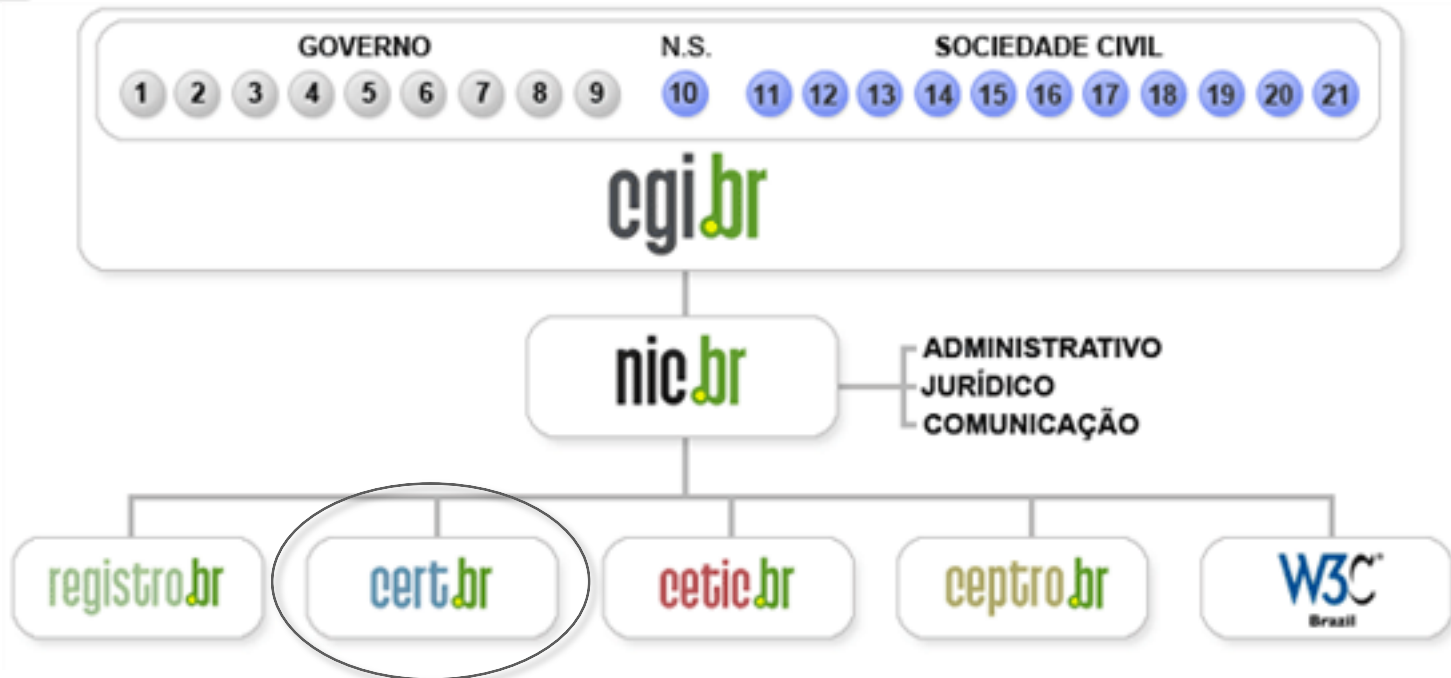 GOVERNO N.S. SOCIEDADE CIVIL
1 2 3 4 5 6 7 8 9 10 11 12 13 14 15 16 17 18 19 20 21
cgi.br
nic.br
ADMINISTRATIVO
JURÍDICO
COMUNICAÇÃO
registro.br cert.br cetic.br ceptro.br W3C
Brazil